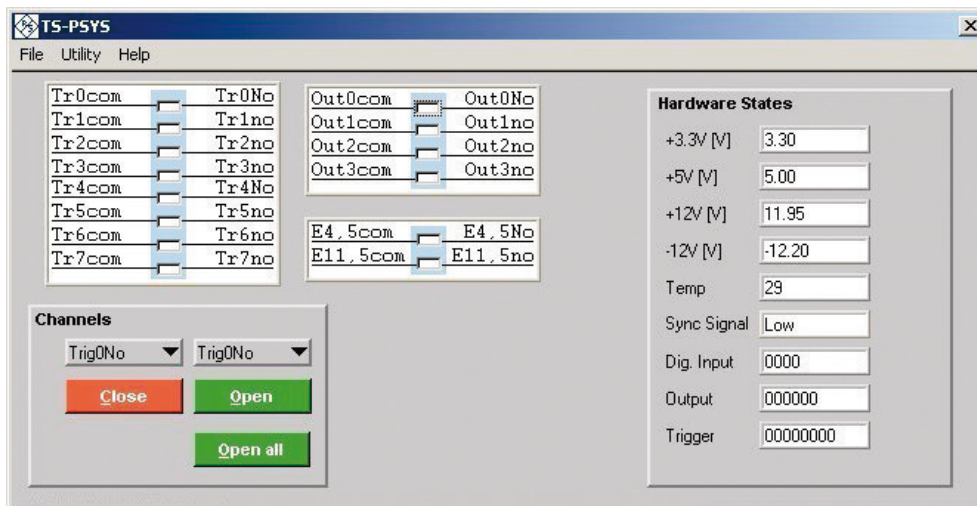 TS-PSYS
File Utility Help
Tr0com Tr0No
Tr1com Tr1no
Tr2com Tr2no
Tr3com Tr3no
Tr4com Tr4No
Tr5com Tr5no
Tr6com Tr6no
Tr7com Tr7no
Out0com Out0No
Out1com Out1no
Out2com Out2no
Out3com Out3no
E4,5com E4,5No
E11,5com E11,5no
Channels
Trig0No Trig0No
Close Open
Open all
Hardware States
+3.3V [V] 3.30
+5V [V] 5.00
+12V [V] 11.95
-12V [V] -12.20
Temp 29
Sync Signal Low
Dig. Input 0000
Output 000000
Trigger 00000000